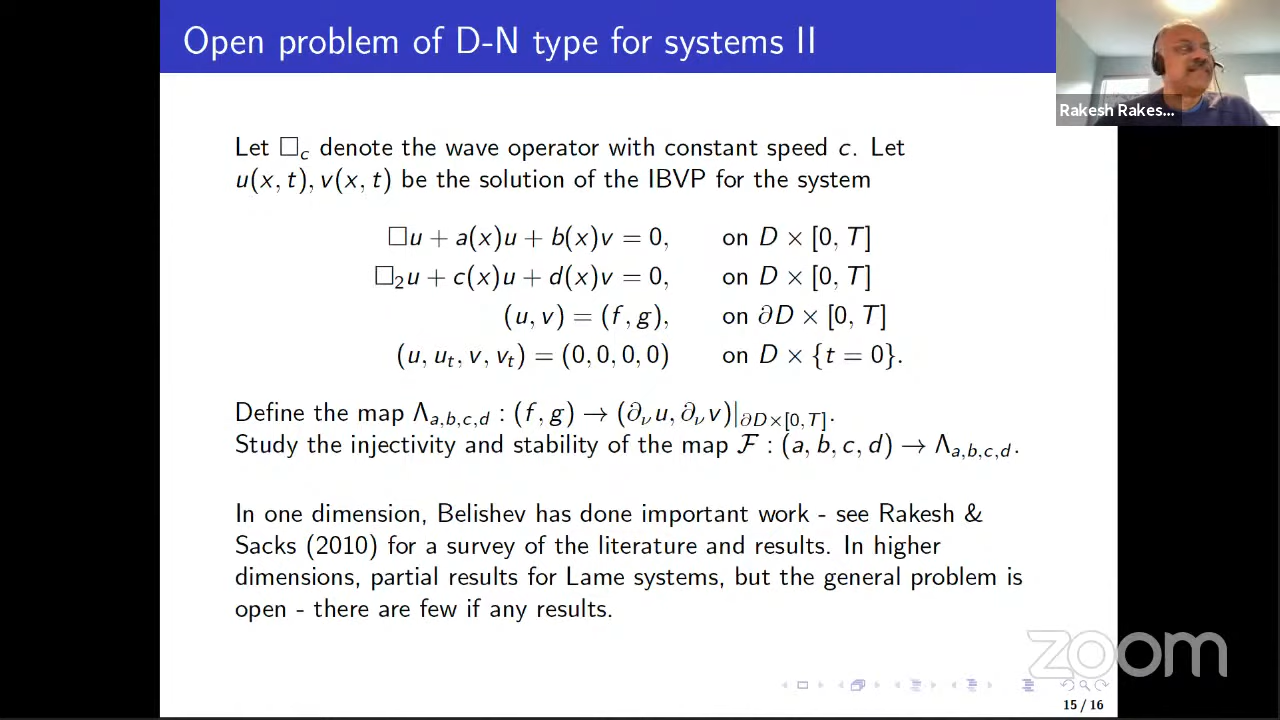 Open problem of D-N type for systems II
Rakesh Rakes...
Let □_c denote the wave operator with constant speed c. Let
u(x, t), v(x, t) be the solution of the IBVP for the system
□u + a(x)u + b(x)v = 0, on D × [0, T]
□₂u + c(x)u + d(x)v = 0, on D × [0, T]
(u, v) = (f, g), on ∂D × [0, T]
(u, u_t, v, v_t) = (0, 0, 0, 0) on D × {t = 0}.
Define the map Λ_{a,b,c,d} : (f, g) → (∂_ν u, ∂_ν v)|_{∂D×[0,T]}.
Study the injectivity and stability of the map ℱ : (a, b, c, d) → Λ_{a,b,c,d}.
In one dimension, Belishev has done important work - see Rakesh &
Sacks (2010) for a survey of the literature and results. In higher
dimensions, partial results for Lame systems, but the general problem is
open - there are few if any results.
zoom
15 / 16